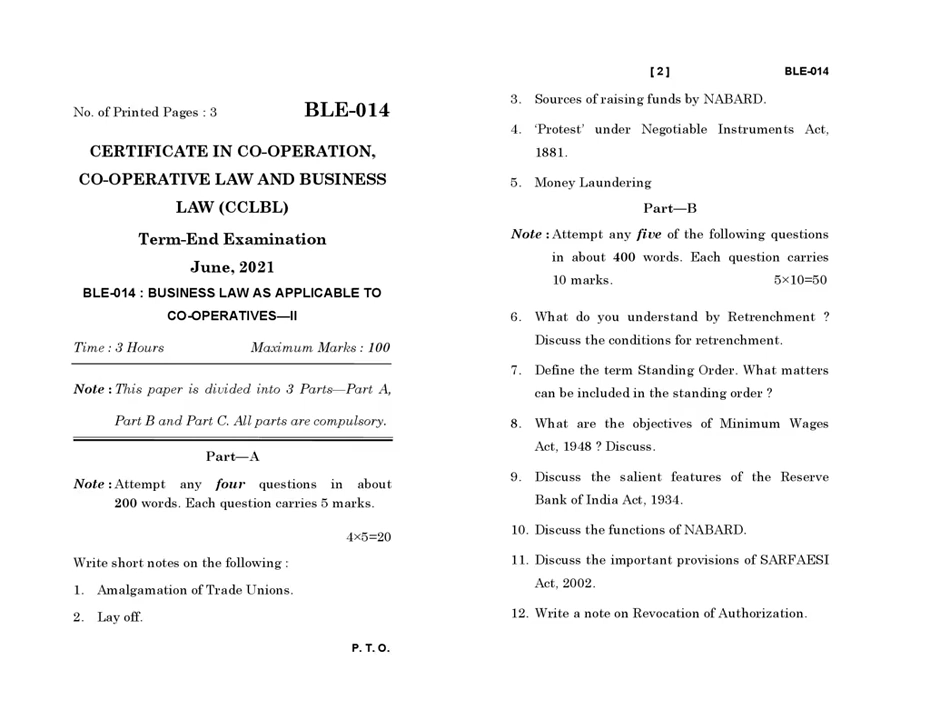 No. of Printed Pages : 3 BLE-014
CERTIFICATE IN CO-OPERATION,
CO-OPERATIVE LAW AND BUSINESS
LAW (CCLBL)
Term-End Examination
June, 2021
BLE-014 : BUSINESS LAW AS APPLICABLE TO
CO-OPERATIVES—II
Time : 3 Hours Maximum Marks : 100
Note : This paper is divided into 3 Parts—Part A,
Part B and Part C. All parts are compulsory.
Part—A
Note : Attempt any four questions in about
200 words. Each question carries 5 marks.
4×5=20
Write short notes on the following :
1. Amalgamation of Trade Unions.
2. Lay off.
P. T. O.
[ 2 ] BLE-014
3. Sources of raising funds by NABARD.
4. ‘Protest’ under Negotiable Instruments Act,
1881.
5. Money Laundering
Part—B
Note : Attempt any five of the following questions
in about 400 words. Each question carries
10 marks. 5×10=50
6. What do you understand by Retrenchment ?
Discuss the conditions for retrenchment.
7. Define the term Standing Order. What matters
can be included in the standing order ?
8. What are the objectives of Minimum Wages
Act, 1948 ? Discuss.
9. Discuss the salient features of the Reserve
Bank of India Act, 1934.
10. Discuss the functions of NABARD.
11. Discuss the important provisions of SARFAESI
Act, 2002.
12. Write a note on Revocation of Authorization.